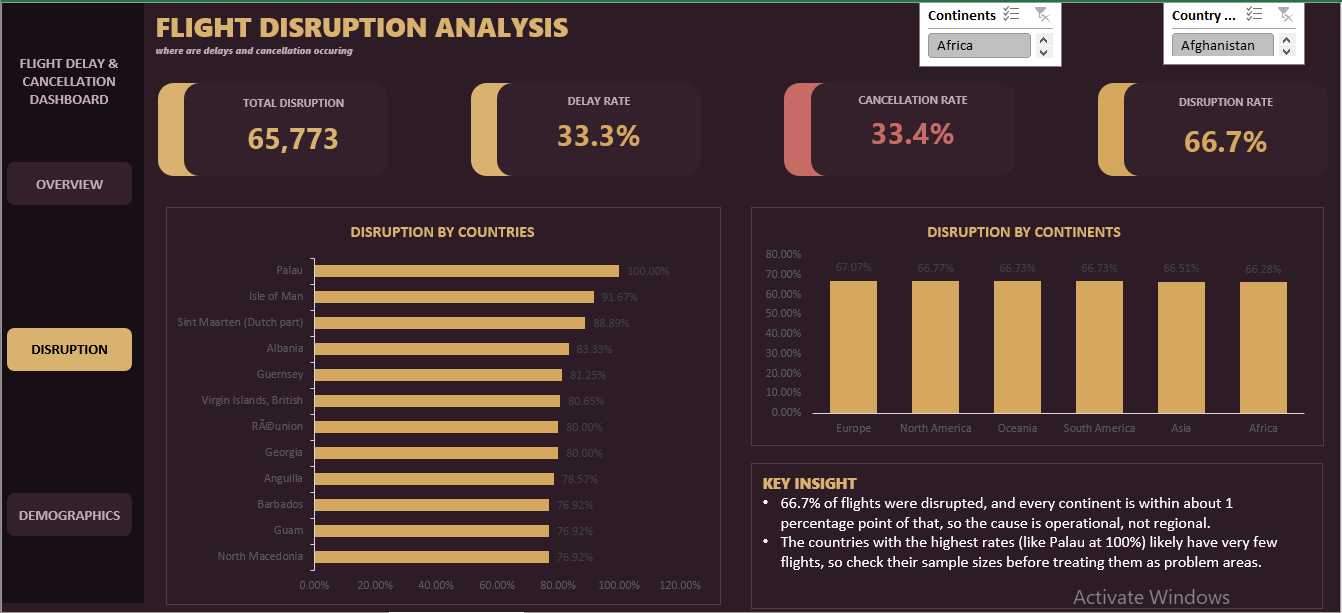 FLIGHT DISRUPTION ANALYSIS
where are delays and cancellation occuring
Continents
Africa
Country ...
Afghanistan
FLIGHT DELAY &
CANCELLATION
DASHBOARD
OVERVIEW
DISRUPTION
DEMOGRAPHICS
TOTAL DISRUPTION
65,773
DELAY RATE
33.3%
CANCELLATION RATE
33.4%
DISRUPTION RATE
66.7%
DISRUPTION BY COUNTRIES
Palau 100.00%
Isle of Man 91.67%
Sint Maarten (Dutch part) 88.89%
Albania 83.33%
Guernsey 81.25%
Virgin Islands, British 80.65%
RÃ©union 80.00%
Georgia 80.00%
Anguilla 78.57%
Barbados 76.92%
Guam 76.92%
North Macedonia 76.92%
0.00% 20.00% 40.00% 60.00% 80.00% 100.00% 120.00%
DISRUPTION BY CONTINENTS
80.00%
70.00%
60.00%
50.00%
40.00%
30.00%
20.00%
10.00%
0.00%
67.07% 66.77% 66.73% 66.73% 66.51% 66.28%
Europe North America Oceania South America Asia Africa
KEY INSIGHT
• 66.7% of flights were disrupted, and every continent is within about 1
percentage point of that, so the cause is operational, not regional.
• The countries with the highest rates (like Palau at 100%) likely have very few
flights, so check their sample sizes before treating them as problem areas.
Activate Windows